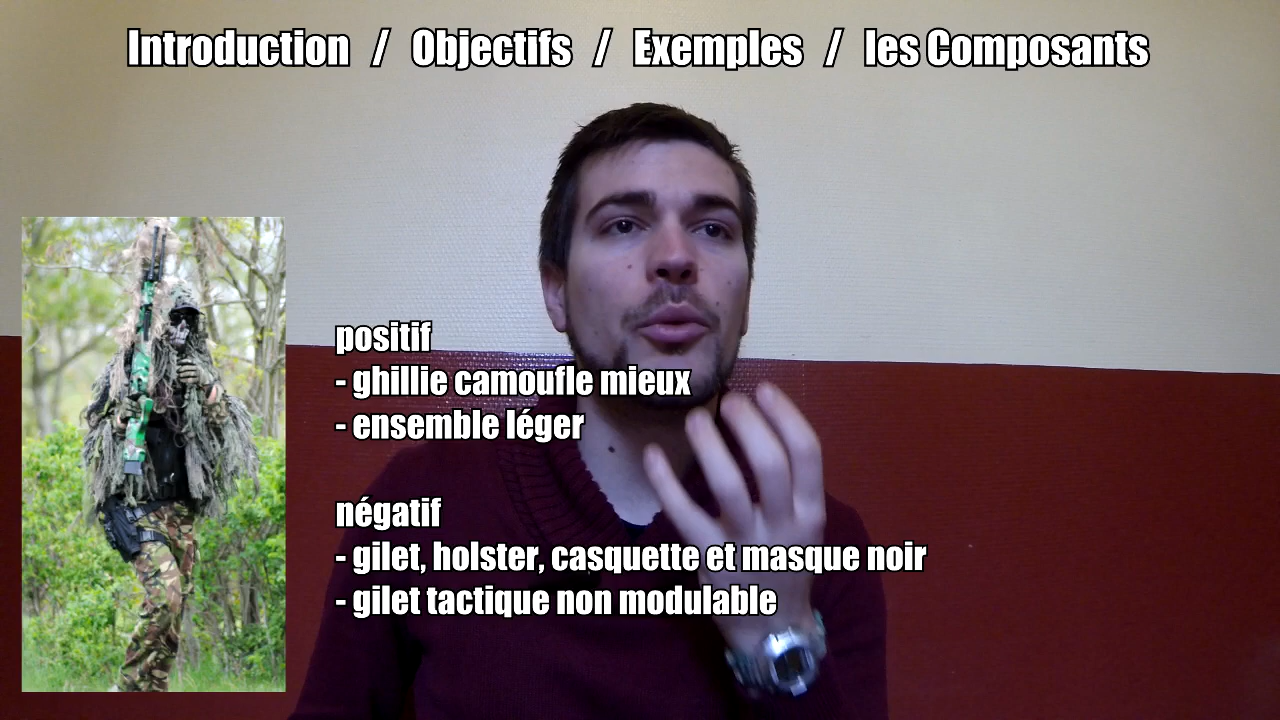 Introduction / Objectifs / Exemples / les Composants
positif
- ghillie camoufle mieux
- ensemble léger
négatif
- gilet, holster, casquette et masque noir
- gilet tactique non modulable